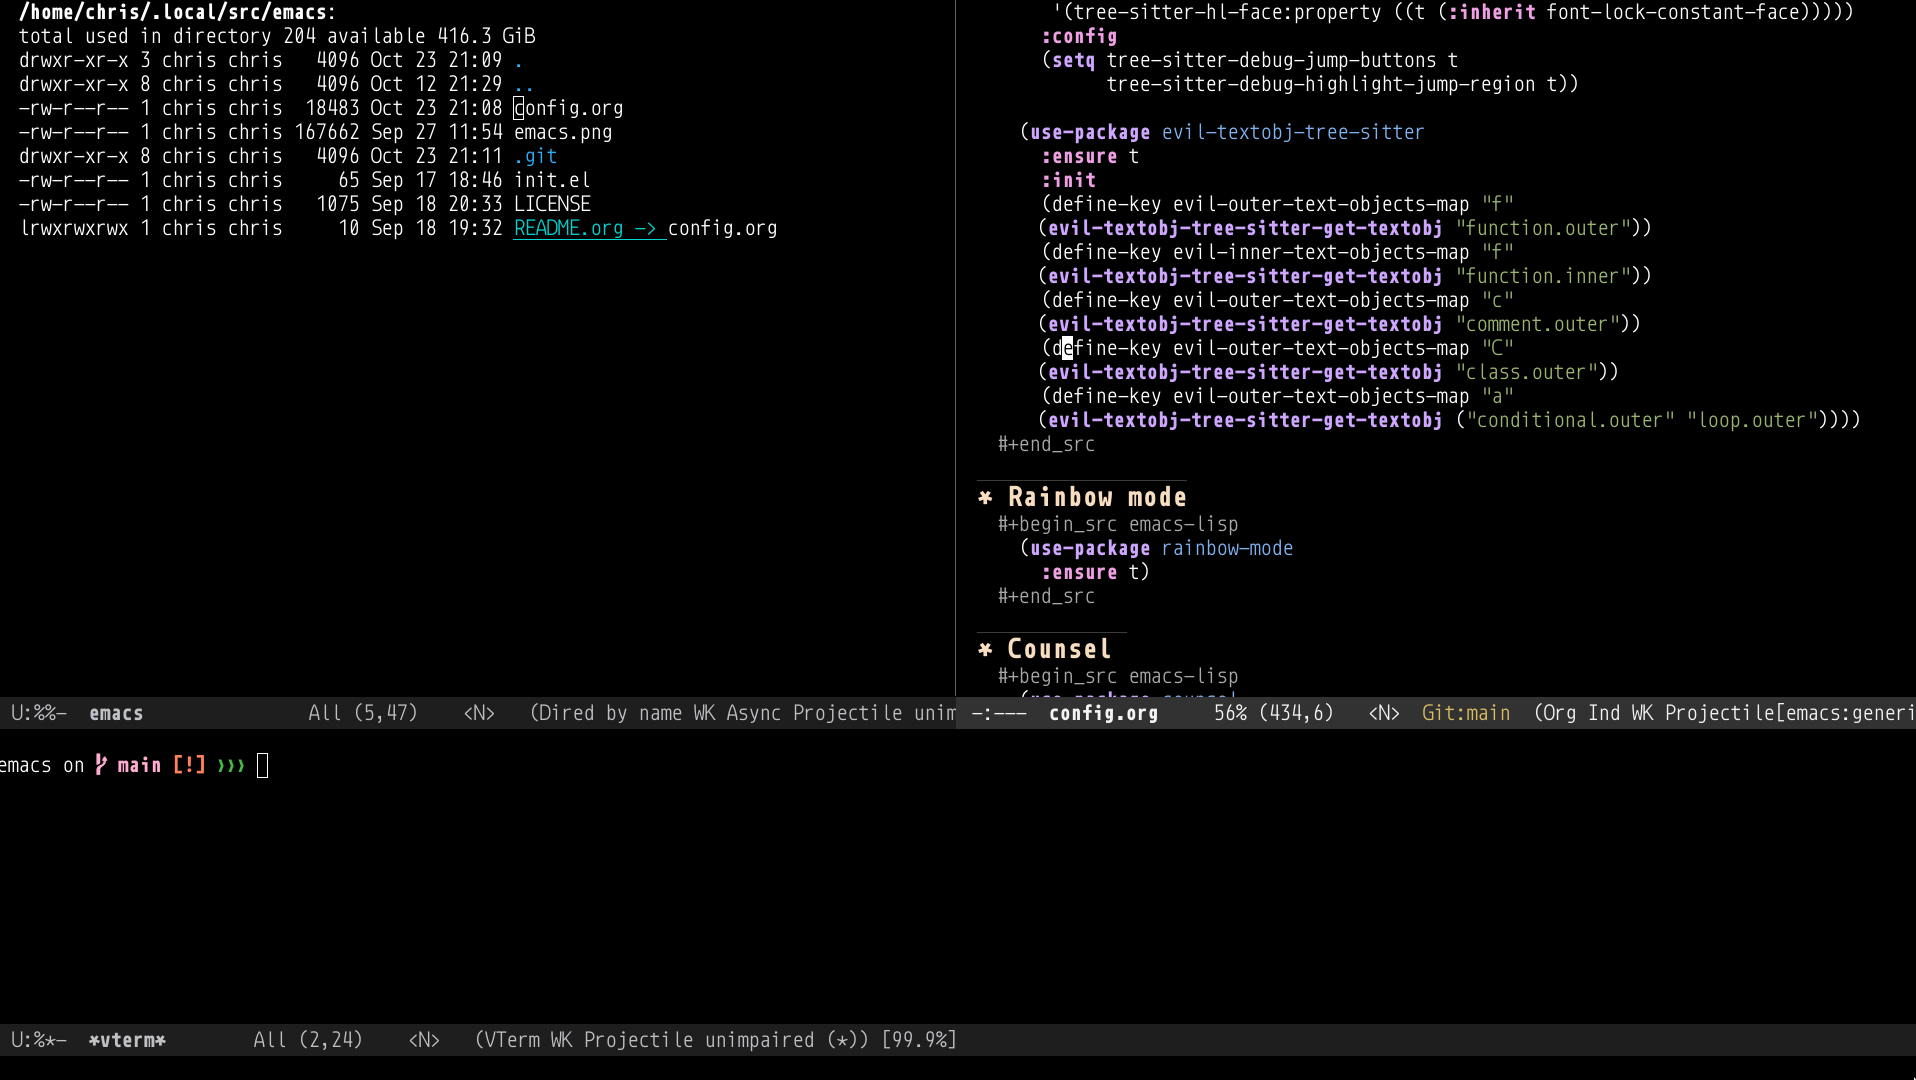 /home/chris/.local/src/emacs:
total used in directory 204 available 416.3 GiB
drwxr-xr-x 3 chris chris   4096 Oct 23 21:09 .
drwxr-xr-x 8 chris chris   4096 Oct 12 21:29 ..
-rw-r--r-- 1 chris chris  18483 Oct 23 21:08 config.org
-rw-r--r-- 1 chris chris 167662 Sep 27 11:54 emacs.png
drwxr-xr-x 8 chris chris   4096 Oct 23 21:11 .git
-rw-r--r-- 1 chris chris     65 Sep 17 18:46 init.el
-rw-r--r-- 1 chris chris   1075 Sep 18 20:33 LICENSE
lrwxrwxrwx 1 chris chris     10 Sep 18 19:32 README.org -> config.org
U:%%-  emacs               All (5,47)    <N>   (Dired by name WK Async Projectile unim
'(tree-sitter-hl-face:property ((t (:inherit font-lock-constant-face)))))
:config
(setq tree-sitter-debug-jump-buttons t
tree-sitter-debug-highlight-jump-region t))
(use-package evil-textobj-tree-sitter
:ensure t
:init
(define-key evil-outer-text-objects-map "f"
(evil-textobj-tree-sitter-get-textobj "function.outer"))
(define-key evil-inner-text-objects-map "f"
(evil-textobj-tree-sitter-get-textobj "function.inner"))
(define-key evil-outer-text-objects-map "c"
(evil-textobj-tree-sitter-get-textobj "comment.outer"))
(define-key evil-outer-text-objects-map "C"
(evil-textobj-tree-sitter-get-textobj "class.outer"))
(define-key evil-outer-text-objects-map "a"
(evil-textobj-tree-sitter-get-textobj ("conditional.outer" "loop.outer"))))
#+end_src
* Rainbow mode
#+begin_src emacs-lisp
(use-package rainbow-mode
:ensure t)
#+end_src
* Counsel
#+begin_src emacs-lisp
(use-package counsel
-:---  config.org     56% (434,6)   <N>  Git:main  (Org Ind WK Projectile[emacs:generi
emacs on main [!] ❯❯❯
U:%*-  *vterm*        All (2,24)    <N>   (VTerm WK Projectile unimpaired (*)) [99.9%]